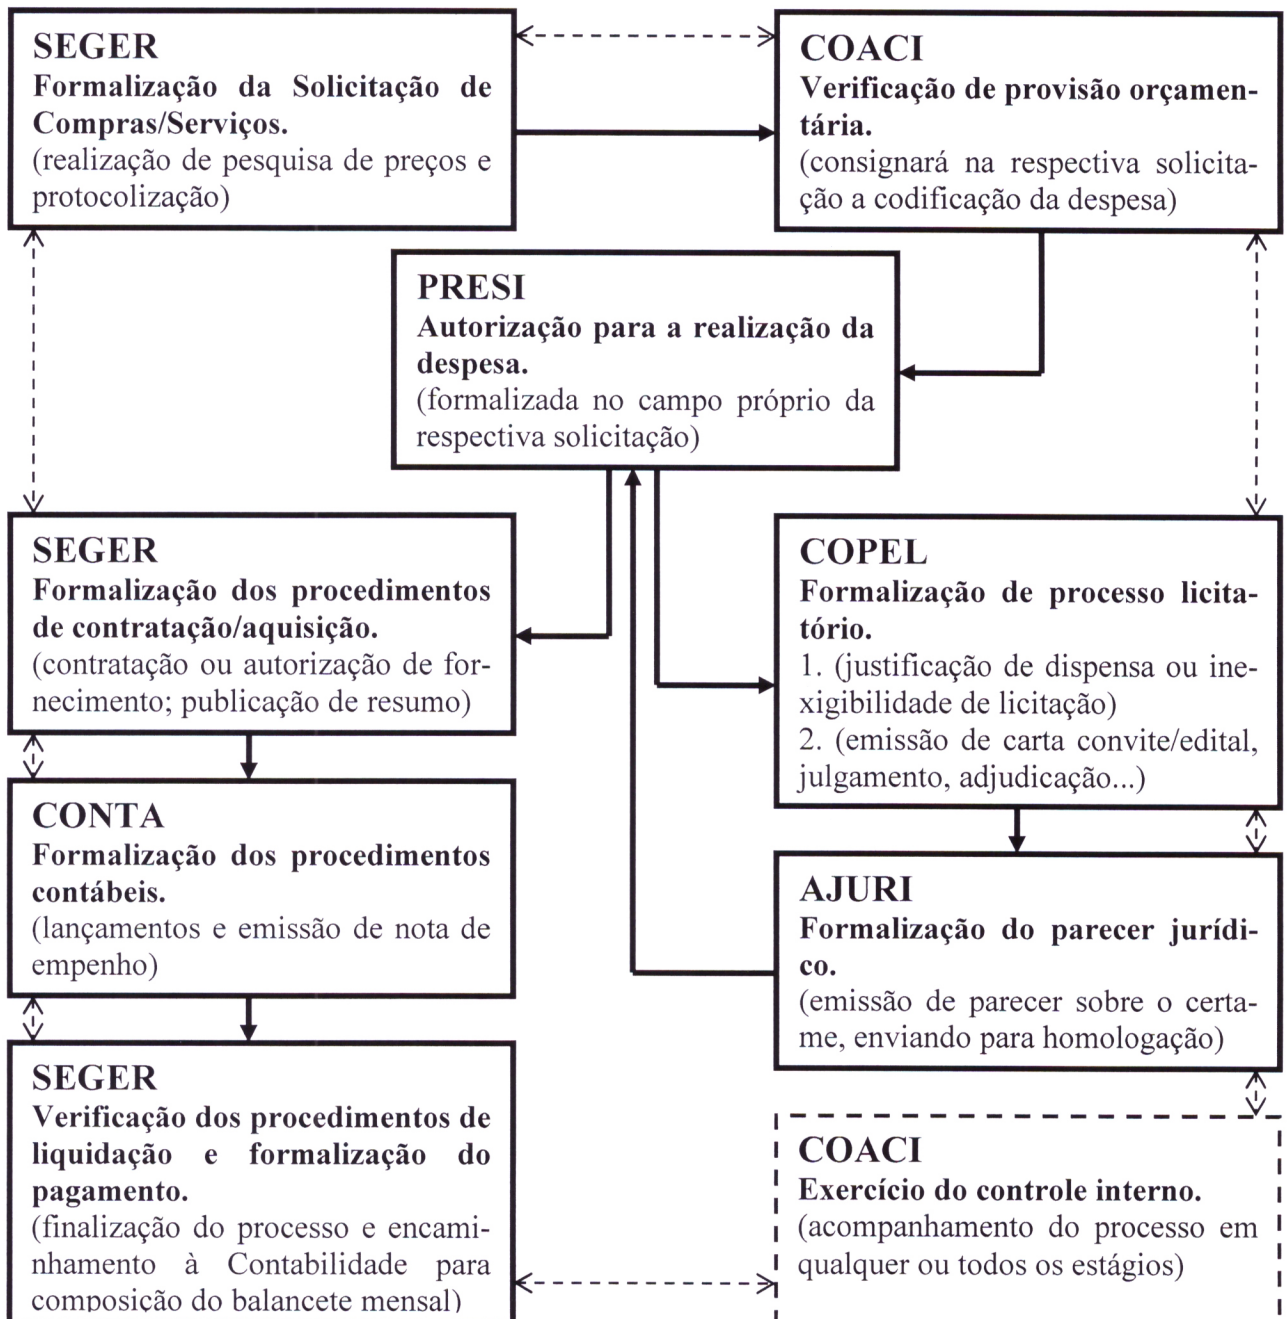 SEGER
Formalização da Solicitação de
Compras/Serviços.
(realização de pesquisa de preços e
protocolização)
COACI
Verificação de provisão orçamen-
tária.
(consignará na respectiva solicita-
ção a codificação da despesa)
PRESI
Autorização para a realização da
despesa.
(formalizada no campo próprio da
respectiva solicitação)
SEGER
Formalização dos procedimentos
de contratação/aquisição.
(contratação ou autorização de for-
necimento; publicação de resumo)
COPEL
Formalização de processo licita-
tório.
1. (justificação de dispensa ou ine-
xigibilidade de licitação)
2. (emissão de carta convite/edital,
julgamento, adjudicação...)
CONTA
Formalização dos procedimentos
contábeis.
(lançamentos e emissão de nota de
empenho)
AJURI
Formalização do parecer jurídi-
co.
(emissão de parecer sobre o certa-
me, enviando para homologação)
SEGER
Verificação dos procedimentos de
liquidação e formalização do
pagamento.
(finalização do processo e encami-
nhamento à Contabilidade para
composição do balancete mensal)
COACI
Exercício do controle interno.
(acompanhamento do processo em
qualquer ou todos os estágios)